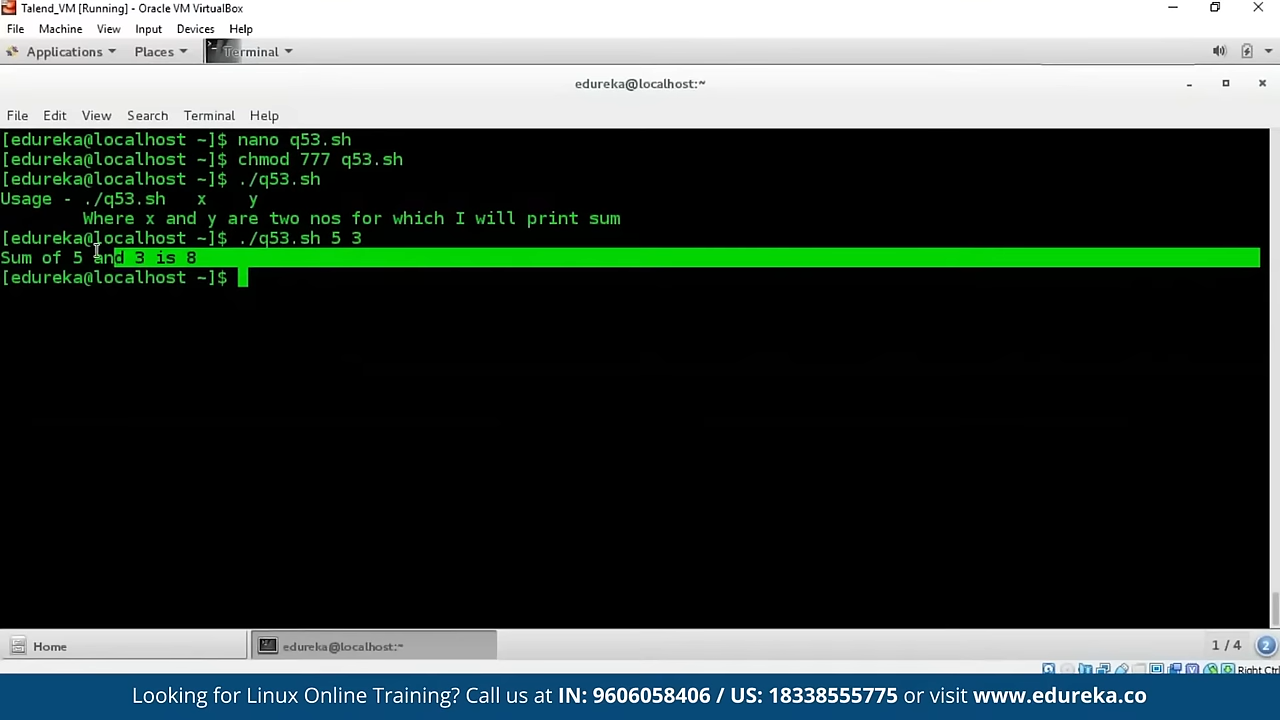 Talend_VM [Running] - Oracle VM VirtualBox
File Machine View Input Devices Help
Applications Places Terminal
edureka@localhost:~
File Edit View Search Terminal Help
[edureka@localhost ~]$ nano q53.sh
[edureka@localhost ~]$ chmod 777 q53.sh
[edureka@localhost ~]$ ./q53.sh
Usage - ./q53.sh x y
Where x and y are two nos for which I will print sum
[edureka@localhost ~]$ ./q53.sh 5 3
Sum of 5 and 3 is 8
[edureka@localhost ~]$
Home edureka@localhost:~ 1 / 4 2
Right Ctrl
Looking for Linux Online Training? Call us at IN: 9606058406 / US: 18338555775 or visit www.edureka.co